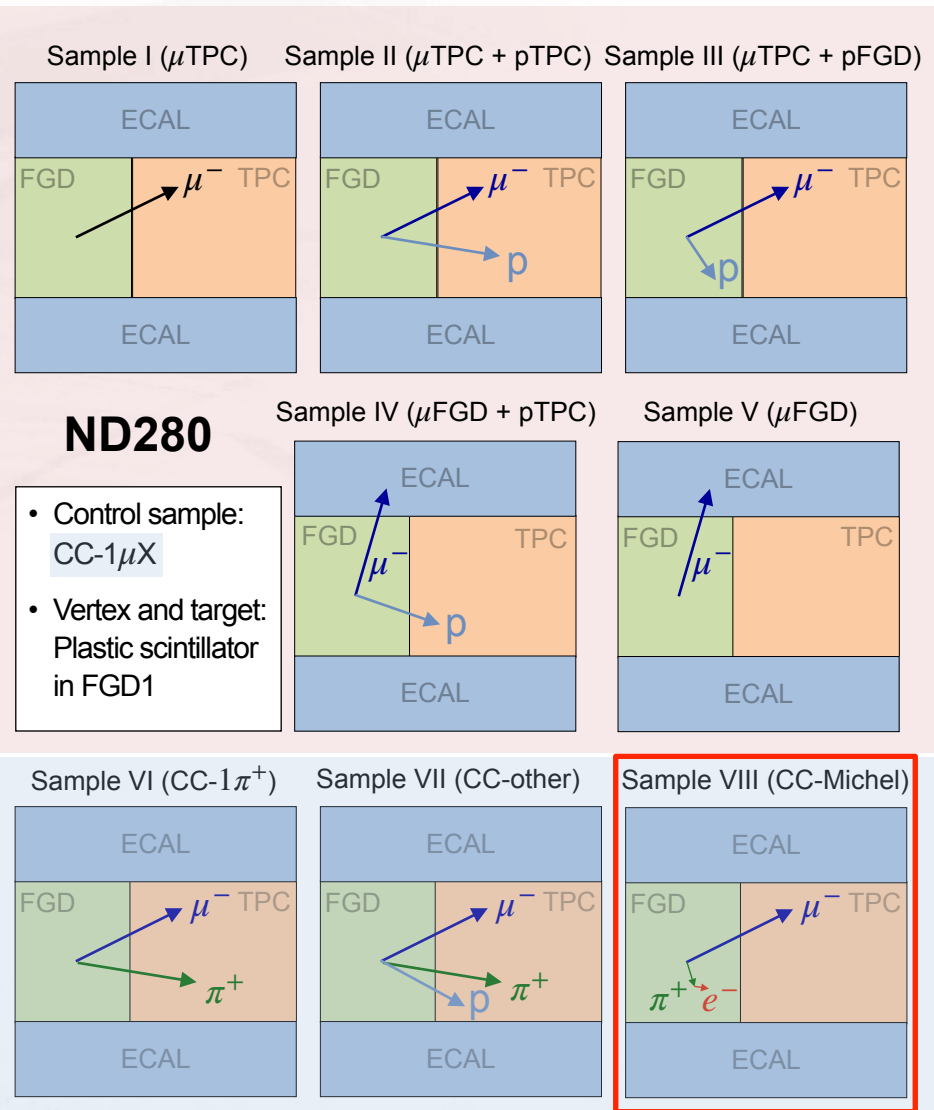 Sample I (μTPC)
Sample II (μTPC + pTPC)
Sample III (μTPC + pFGD)
ECAL
FGD
μ⁻
TPC
ECAL
ECAL
FGD
μ⁻
TPC
p
ECAL
ECAL
FGD
μ⁻
TPC
p
ECAL
ND280
• Control sample:
CC-1μX
• Vertex and target:
Plastic scintillator
in FGD1
Sample IV (μFGD + pTPC)
Sample V (μFGD)
ECAL
FGD
TPC
μ⁻
p
ECAL
ECAL
FGD
TPC
μ⁻
ECAL
Sample VI (CC-1π⁺)
Sample VII (CC-other)
Sample VIII (CC-Michel)
ECAL
FGD
μ⁻
TPC
π⁺
ECAL
ECAL
FGD
μ⁻
TPC
π⁺
p
ECAL
ECAL
FGD
μ⁻
TPC
π⁺
e⁻
ECAL